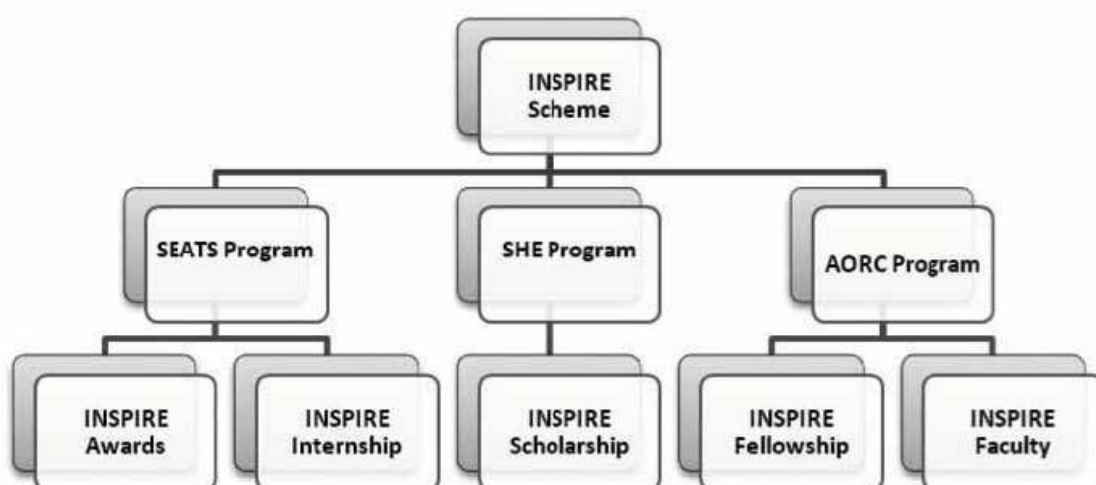 INSPIRE
Scheme
SEATS Program
SHE Program
AORC Program
INSPIRE
Awards
INSPIRE
Internship
INSPIRE
Scholarship
INSPIRE
Fellowship
INSPIRE
Faculty